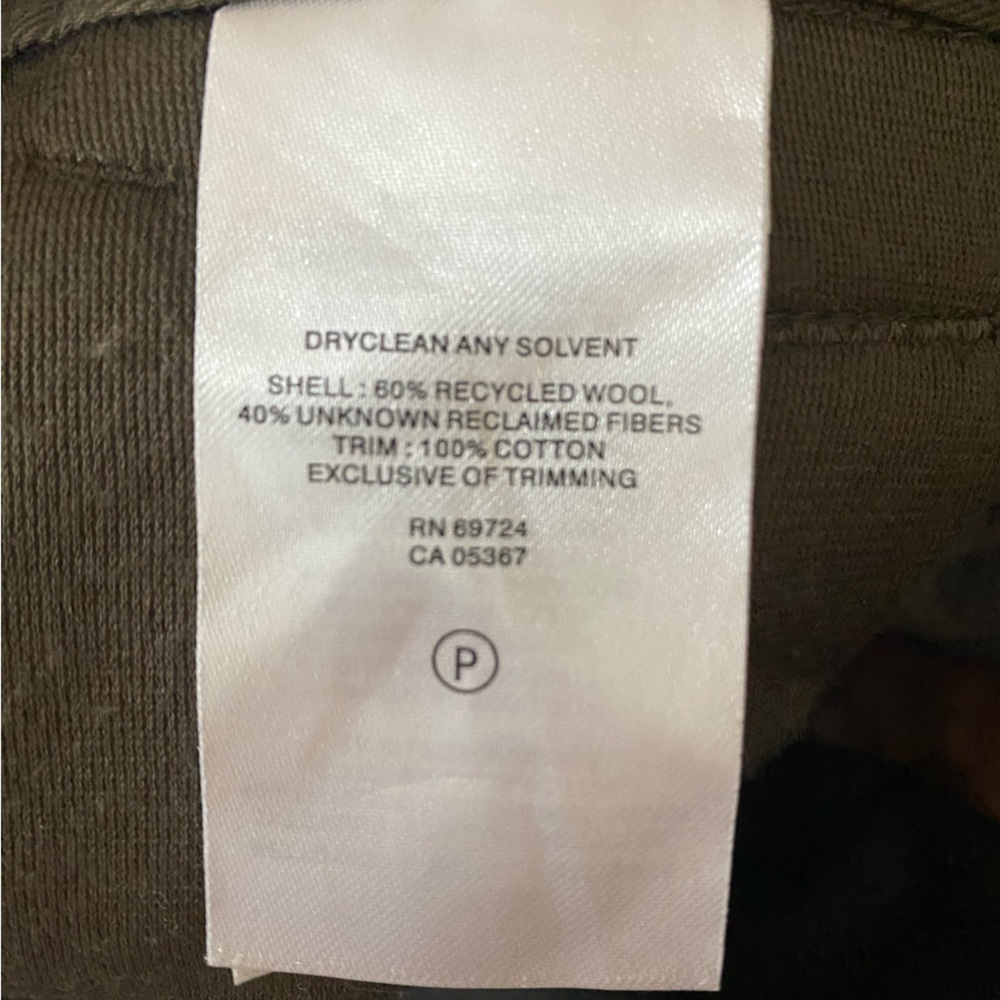 DRYCLEAN ANY SOLVENT
SHELL : 60% RECYCLED WOOL,
40% UNKNOWN RECLAIMED FIBERS
TRIM : 100% COTTON
EXCLUSIVE OF TRIMMING
RN 69724
CA 05367
P